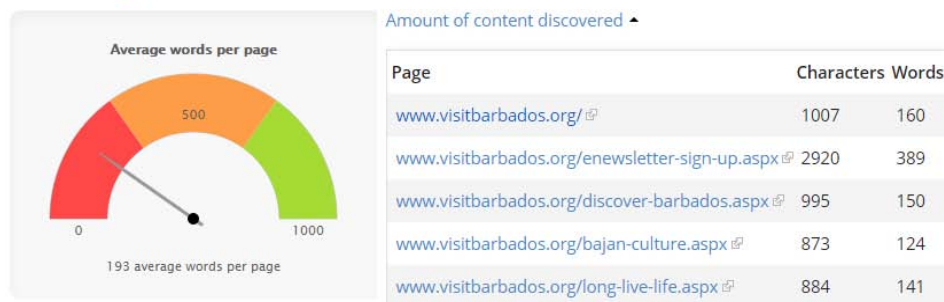 Average words per page
500
0
1000
193 average words per page
Amount of content discovered
Page Characters Words
www.visitbarbados.org/ 1007 160
www.visitbarbados.org/enewsletter-sign-up.aspx 2920 389
www.visitbarbados.org/discover-barbados.aspx 995 150
www.visitbarbados.org/bajan-culture.aspx 873 124
www.visitbarbados.org/long-live-life.aspx 884 141